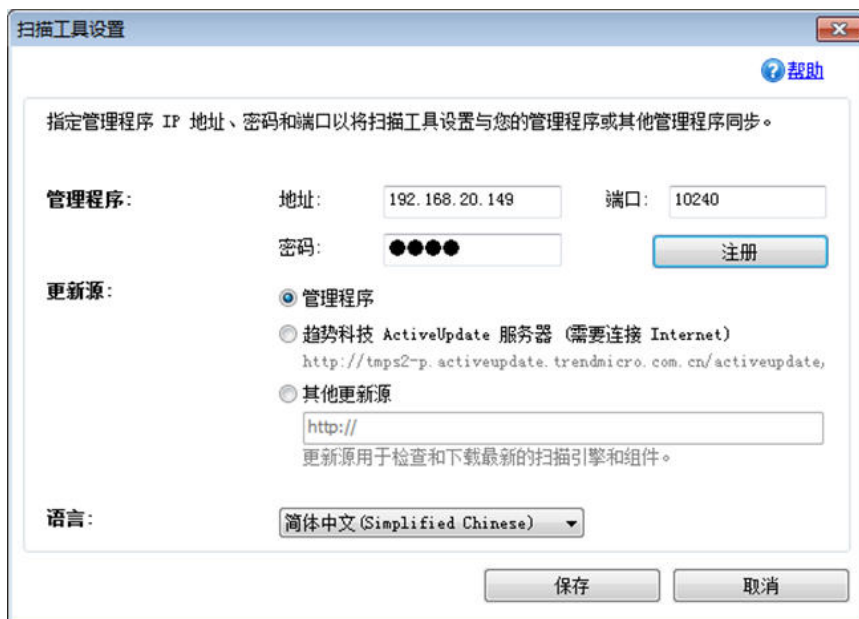 扫描工具设置
帮助
指定管理程序 IP 地址、密码和端口以将扫描工具设置与您的管理程序或其他管理程序同步。
管理程序： 地址： 192.168.20.149 端口： 10240
密码： ●●●● 注册
更新源： 管理程序
趋势科技 ActiveUpdate 服务器 (需要连接 Internet)
http://tmps2-p.activeupdate.trendmicro.com.cn/activeupdate/
其他更新源
http://
更新源用于检查和下载最新的扫描引擎和组件。
语言： 简体中文(Simplified Chinese)
保存 取消